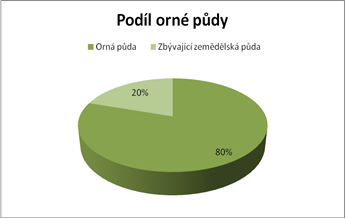 Podíl orné půdy
Orná půda Zbývající zemědělská půda
20%
80%